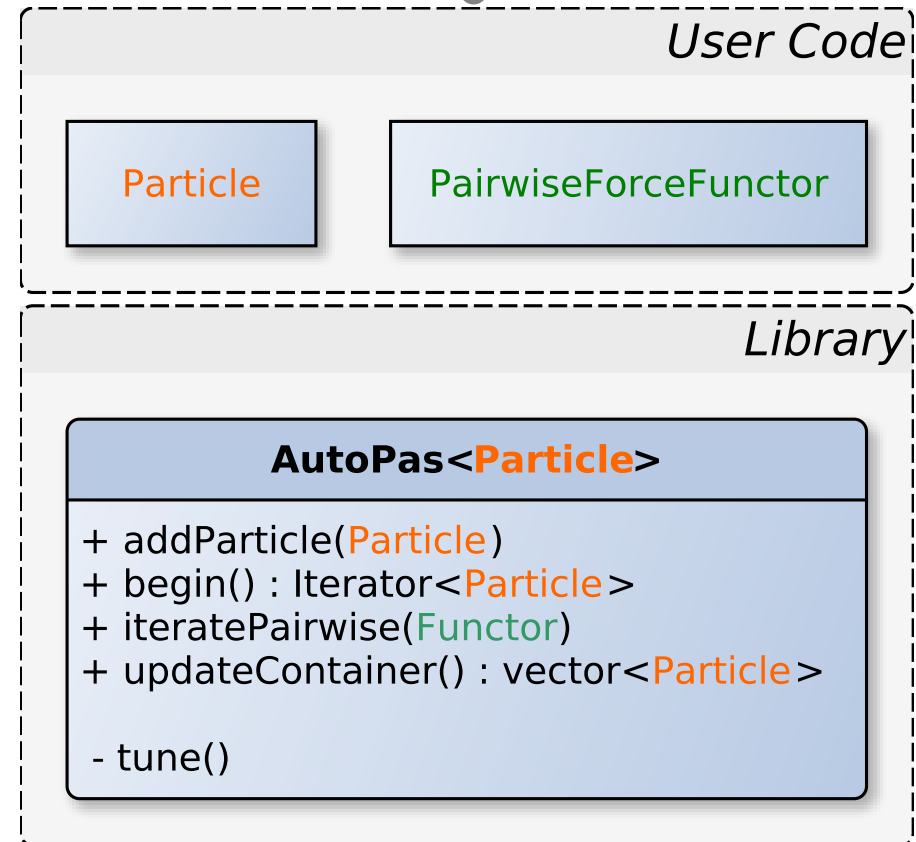 User Code
Particle
PairwiseForceFunctor
Library
AutoPas<Particle>
+ addParticle(Particle)
+ begin() : Iterator<Particle>
+ iteratePairwise(Functor)
+ updateContainer() : vector<Particle>
- tune()